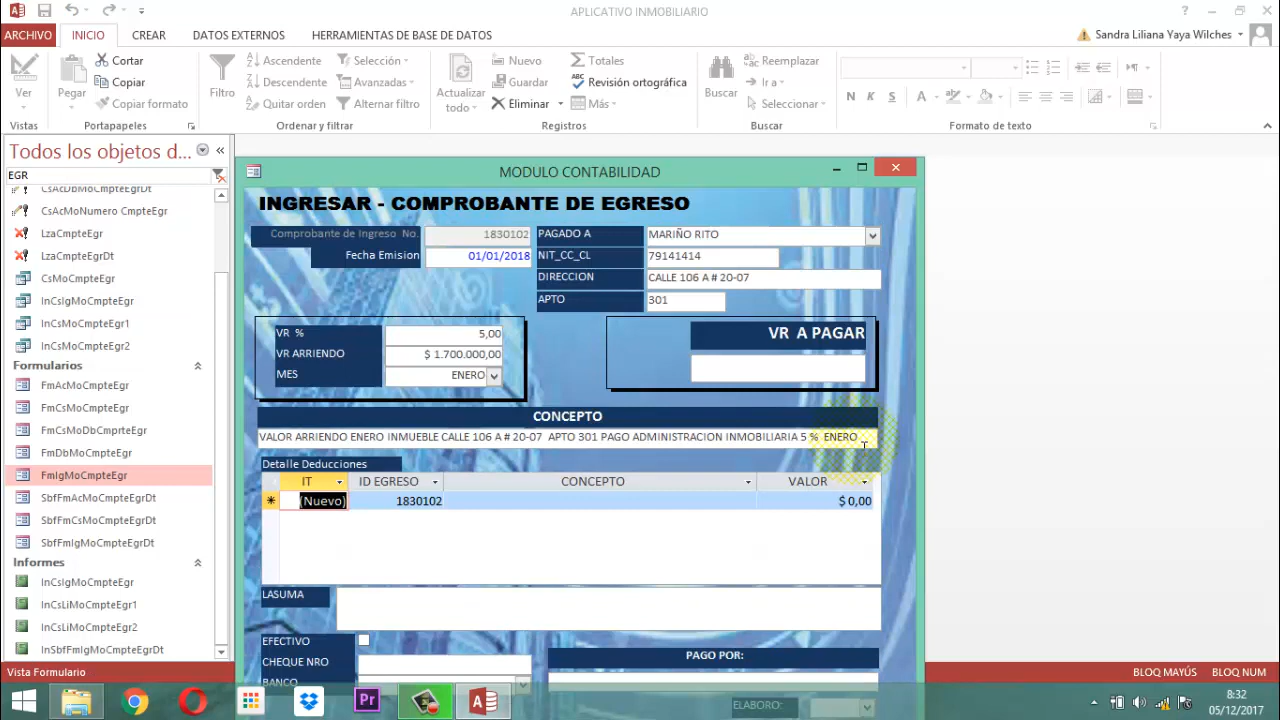 APLICATIVO INMOBILIARIO
ARCHIVO INICIO CREAR DATOS EXTERNOS HERRAMIENTAS DE BASE DE DATOS Sandra Liliana Yaya Wilches
Ver
Vistas
Pegar
Cortar
Copiar
Copiar formato
Portapapeles
Filtro
Ascendente
Descendente
Quitar orden
Selección
Avanzadas
Alternar filtro
Ordenar y filtrar
Actualizar todo
Nuevo
Guardar
Eliminar
Totales
Revisión ortográfica
Más
Registros
Buscar
Reemplazar
Ir a
Seleccionar
Buscar
N K S A
Formato de texto
Todos los objetos d...
EGR
CsAcDbMoCmpteEgrDt
CsAcMoNumero CmpteEgr
LzaCmpteEgr
LzaCmpteEgrDt
CsMoCmpteEgr
InCsIgMoCmpteEgr
InCsMoCmpteEgr1
InCsMoCmpteEgr2
Formularios
FmAcMoCmpteEgr
FmCsMoCmpteEgr
FmCsMoDbCmpteEgr
FmDbMoCmpteEgr
FmIgMoCmpteEgr
SbfFmAcMoCmpteEgrDt
SbfFmCsMoCmpteEgrDt
SbfFmIgMoCmpteEgrDt
Informes
InCsIgMoCmpteEgr
InCsLiMoCmpteEgr1
InCsLiMoCmpteEgr2
InSbfFmIgMoCmpteEgrDt
MODULO CONTABILIDAD
INGRESAR - COMPROBANTE DE EGRESO
Comprobante de Ingreso No. 1830102
Fecha Emision 01/01/2018
PAGADO A MARIÑO RITO
NIT_CC_CL 79141414
DIRECCION CALLE 106 A # 20-07
APTO 301
VR % 5,00
VR ARRIENDO $ 1.700.000,00
MES ENERO
VR A PAGAR
CONCEPTO
VALOR ARRIENDO ENERO INMUEBLE CALLE 106 A # 20-07 APTO 301 PAGO ADMINISTRACION INMOBILIARIA 5 % ENERO
Detalle Deducciones
IT ID EGRESO CONCEPTO VALOR
(Nuevo) 1830102 $ 0,00
LASUMA
EFECTIVO
CHEQUE NRO
BANCO
PAGO POR:
ELABORO:
Vista Formulario BLOQ MAYÚS BLOQ NUM
Pr
8:32
05/12/2017